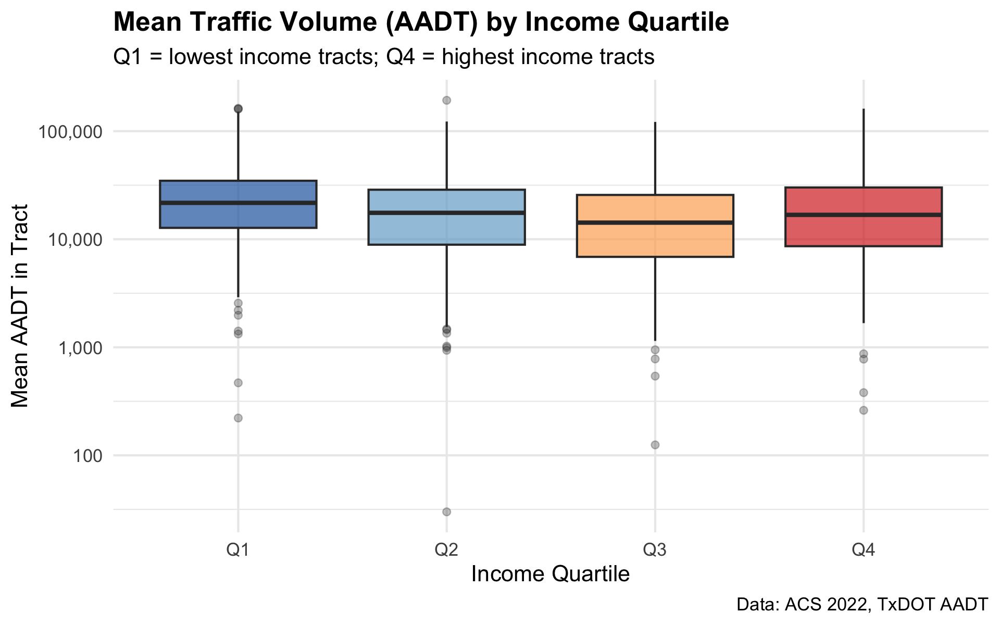 Mean Traffic Volume (AADT) by Income Quartile
Q1 = lowest income tracts; Q4 = highest income tracts
Mean AADT in Tract
100,000
10,000
1,000
100
Q1 Q2 Q3 Q4
Income Quartile
Data: ACS 2022, TxDOT AADT